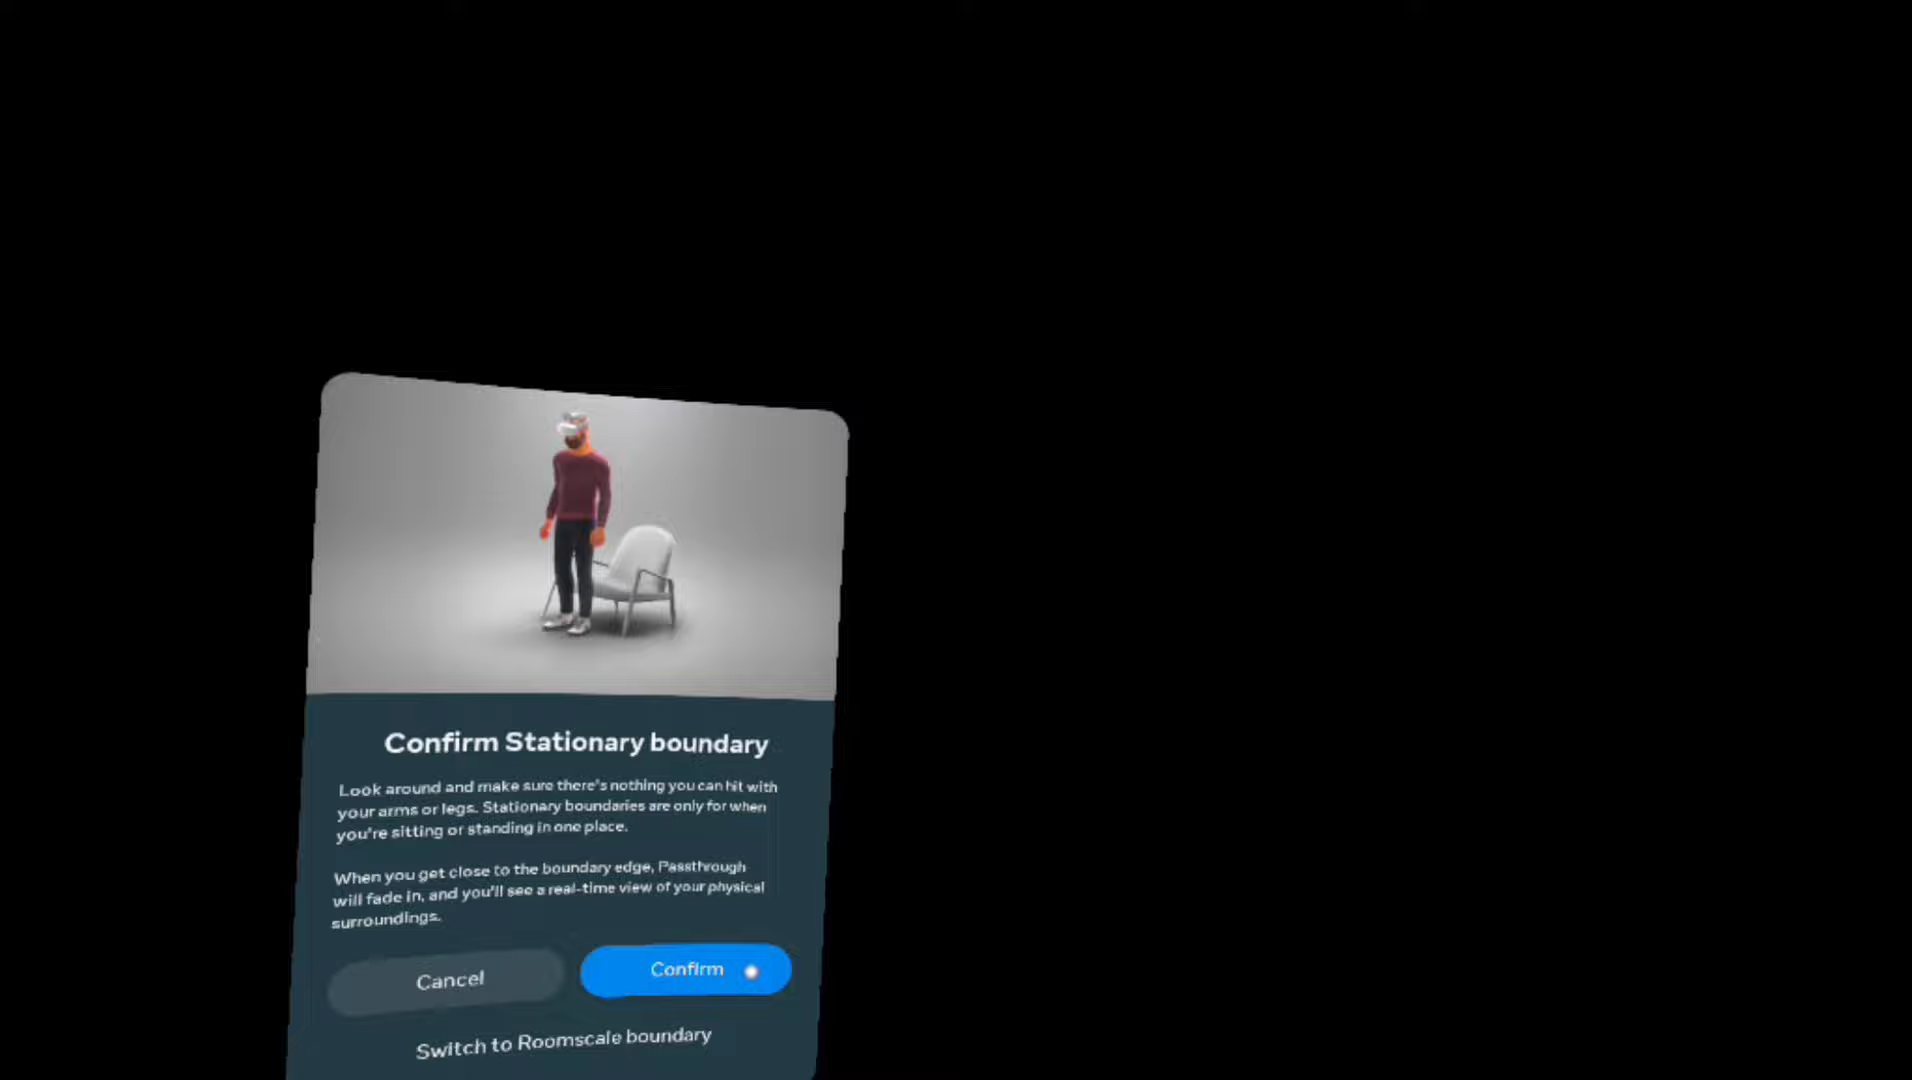 Confirm Stationary boundary
Look around and make sure there's nothing you can hit with
your arms or legs. Stationary boundaries are only for when
you're sitting or standing in one place.
When you get close to the boundary edge, Passthrough
will fade in, and you'll see a real-time view of your physical
surroundings.
Cancel
Confirm
Switch to Roomscale boundary